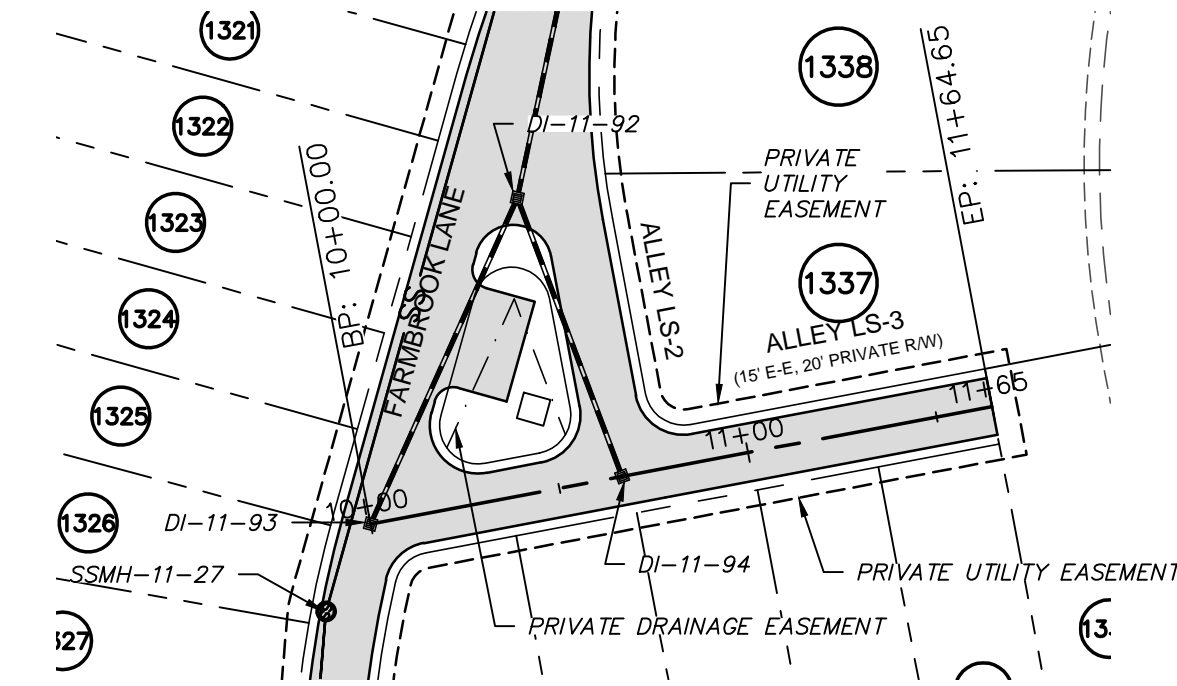 1321
1338
1322
DI-11-92
EP: 11+64.65
PRIVATE
UTILITY
EASEMENT
BP: 10+00.00
1323
FARMBROOK LANE
SS
ALLEY LS-2
1337
1324
ALLEY LS-3
(15' E-E, 20' PRIVATE R/W)
11+65
1325
11+00
10+00
1326
DI-11-93
DI-11-94
SSMH-11-27
PRIVATE UTILITY EASEMENT
PRIVATE DRAINAGE EASEMENT